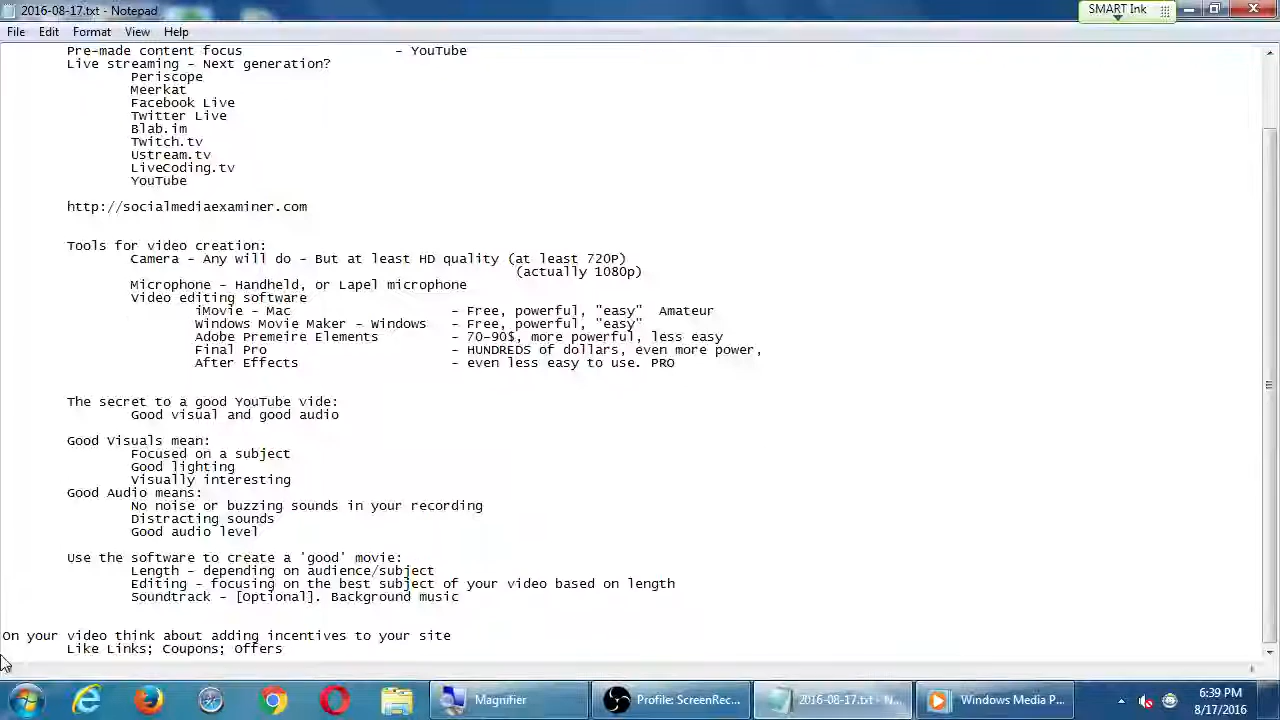 2016-08-17.txt - Notepad
SMART Ink
File Edit Format View Help
Pre-made content focus - YouTube
Live streaming - Next generation?
Periscope
Meerkat
Facebook Live
Twitter Live
Blab.im
Twitch.tv
Ustream.tv
LiveCoding.tv
YouTube
http://socialmediaexaminer.com
Tools for video creation:
Camera - Any will do - But at least HD quality (at least 720P)
(actually 1080p)
Microphone - Handheld, or Lapel microphone
Video editing software
iMovie - Mac - Free, powerful, "easy" Amateur
Windows Movie Maker - Windows - Free, powerful, "easy"
Adobe Premeire Elements - 70-90$, more powerful, less easy
Final Pro - HUNDREDS of dollars, even more power,
After Effects - even less easy to use. PRO
The secret to a good YouTube vide:
Good visual and good audio
Good Visuals mean:
Focused on a subject
Good lighting
Visually interesting
Good Audio means:
No noise or buzzing sounds in your recording
Distracting sounds
Good audio level
Use the software to create a 'good' movie:
Length - depending on audience/subject
Editing - focusing on the best subject of your video based on length
Soundtrack - [Optional]. Background music
On your video think about adding incentives to your site
Like Links; Coupons; Offers
Magnifier
Profile: ScreenRec...
2016-08-17.txt - N...
Windows Media P...
6:39 PM
8/17/2016